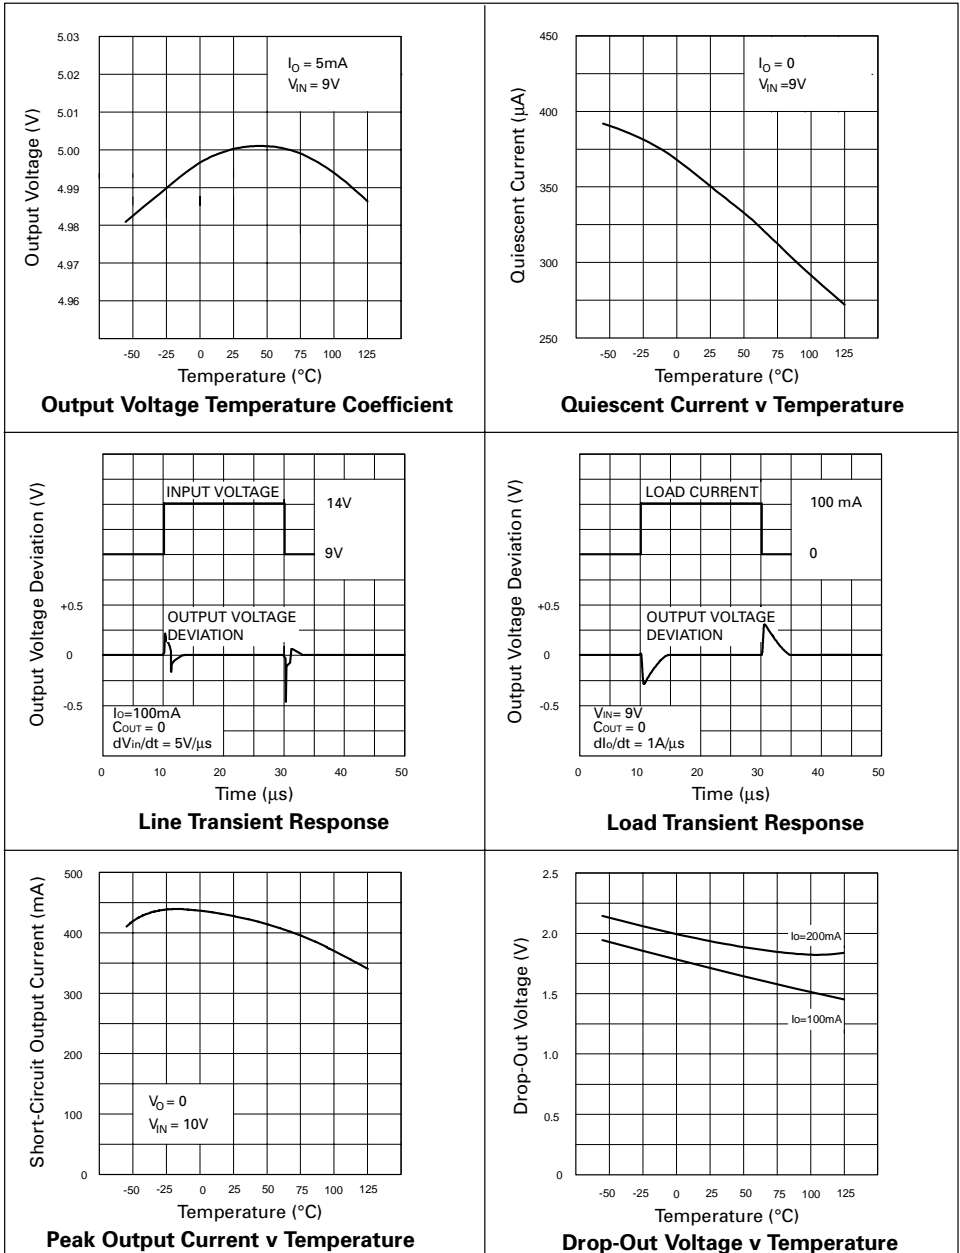 5.03
5.02
5.01
5.00
4.99
4.98
4.97
4.96
Output Voltage (V)
I_O = 5mA
V_IN = 9V
-50 -25 0 25 50 75 100 125
Temperature (°C)
Output Voltage Temperature Coefficient
450
400
350
300
250
Quiescent Current (µA)
I_O = 0
V_IN =9V
-50 -25 0 25 50 75 100 125
Temperature (°C)
Quiescent Current v Temperature
Output Voltage Deviation (V)
INPUT VOLTAGE
14V
9V
+0.5
0
-0.5
OUTPUT VOLTAGE
DEVIATION
Io=100mA
COUT = 0
dVin/dt = 5V/µs
0 10 20 30 40 50
Time (µs)
Line Transient Response
Output Voltage Deviation (V)
LOAD CURRENT
100 mA
0
+0.5
0
-0.5
OUTPUT VOLTAGE
DEVIATION
VIN= 9V
COUT = 0
dIo/dt = 1A/µs
0 10 20 30 40 50
Time (µs)
Load Transient Response
500
400
300
200
100
0
Short-Circuit Output Current (mA)
V_O = 0
V_IN = 10V
-50 -25 0 25 50 75 100 125
Temperature (°C)
Peak Output Current v Temperature
2.5
2.0
1.5
1.0
0.5
0
Drop-Out Voltage (V)
Io=200mA
Io=100mA
-50 -25 0 25 50 75 100 125
Temperature (°C)
Drop-Out Voltage v Temperature